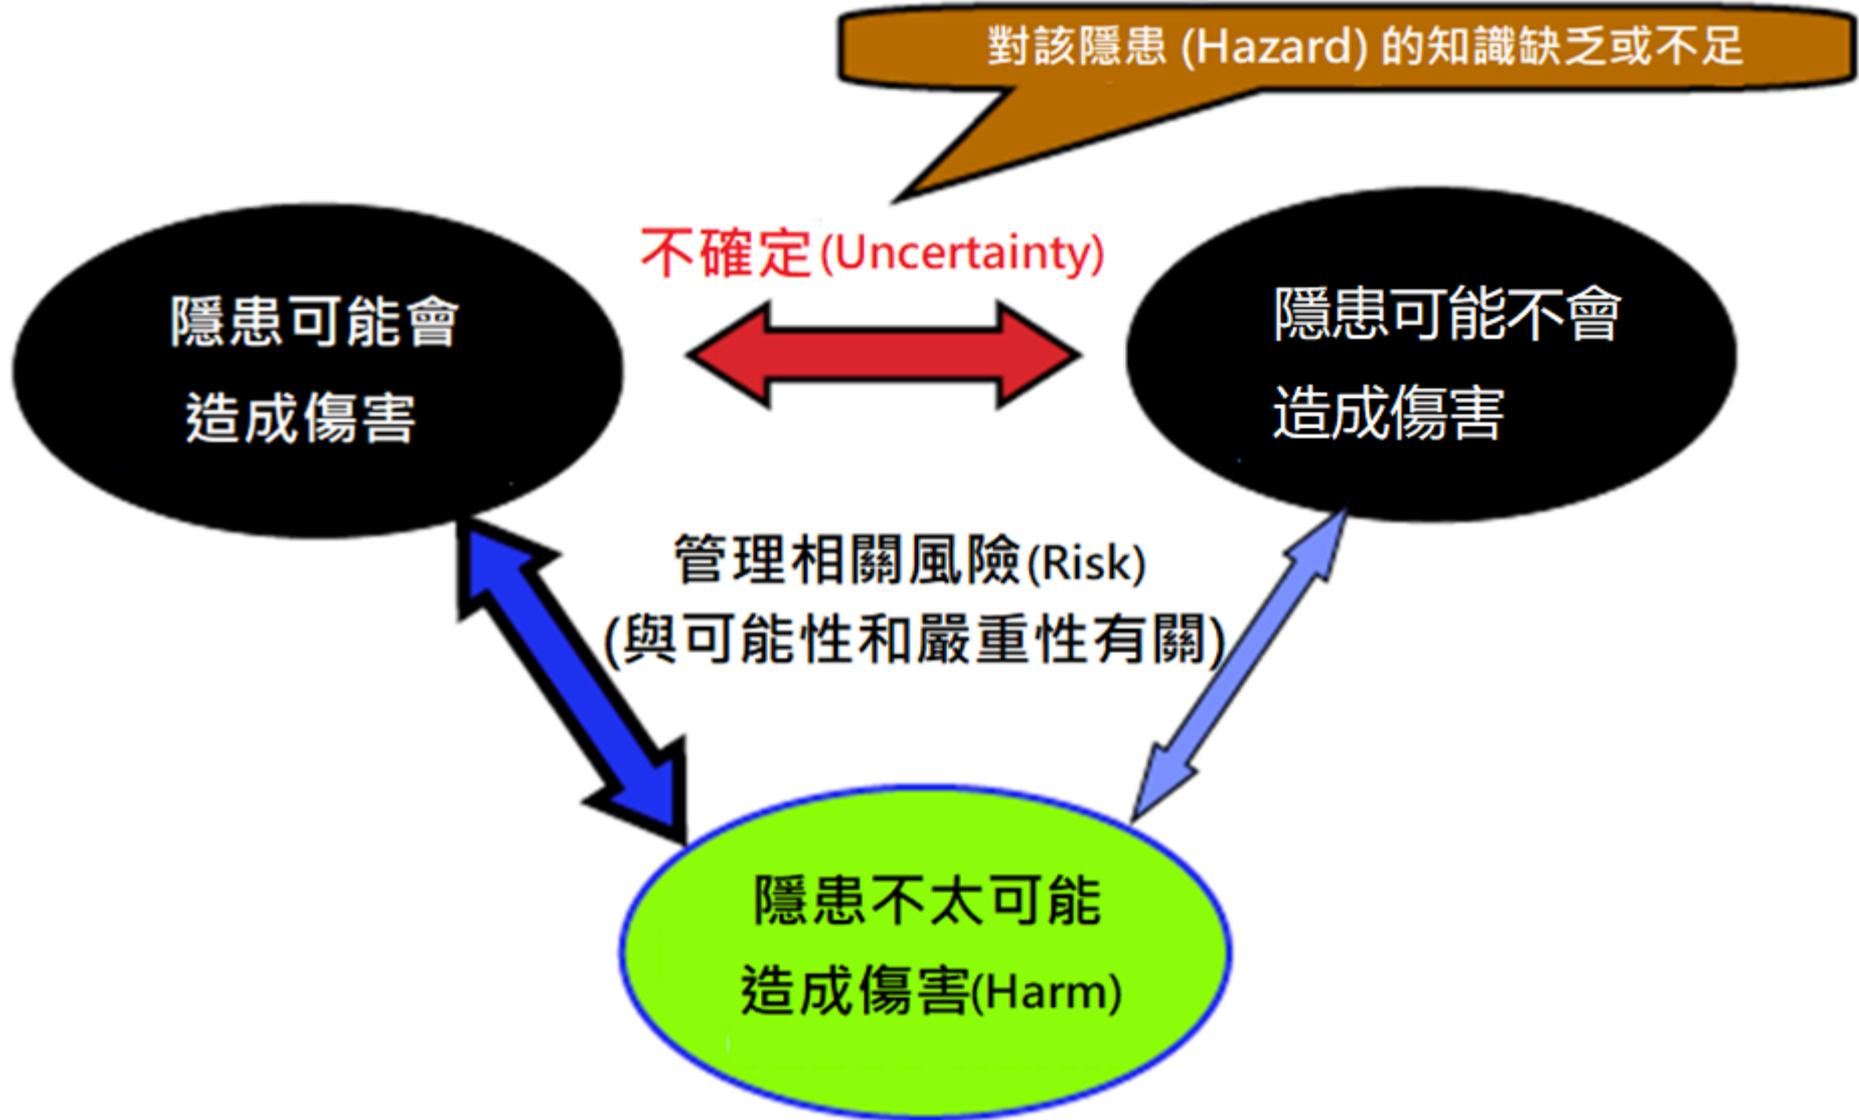 對該隱患 (Hazard) 的知識缺乏或不足
不確定(Uncertainty)
隱患可能會
造成傷害
隱患可能不會
造成傷害
管理相關風險(Risk)
(與可能性和嚴重性有關)
隱患不太可能
造成傷害(Harm)